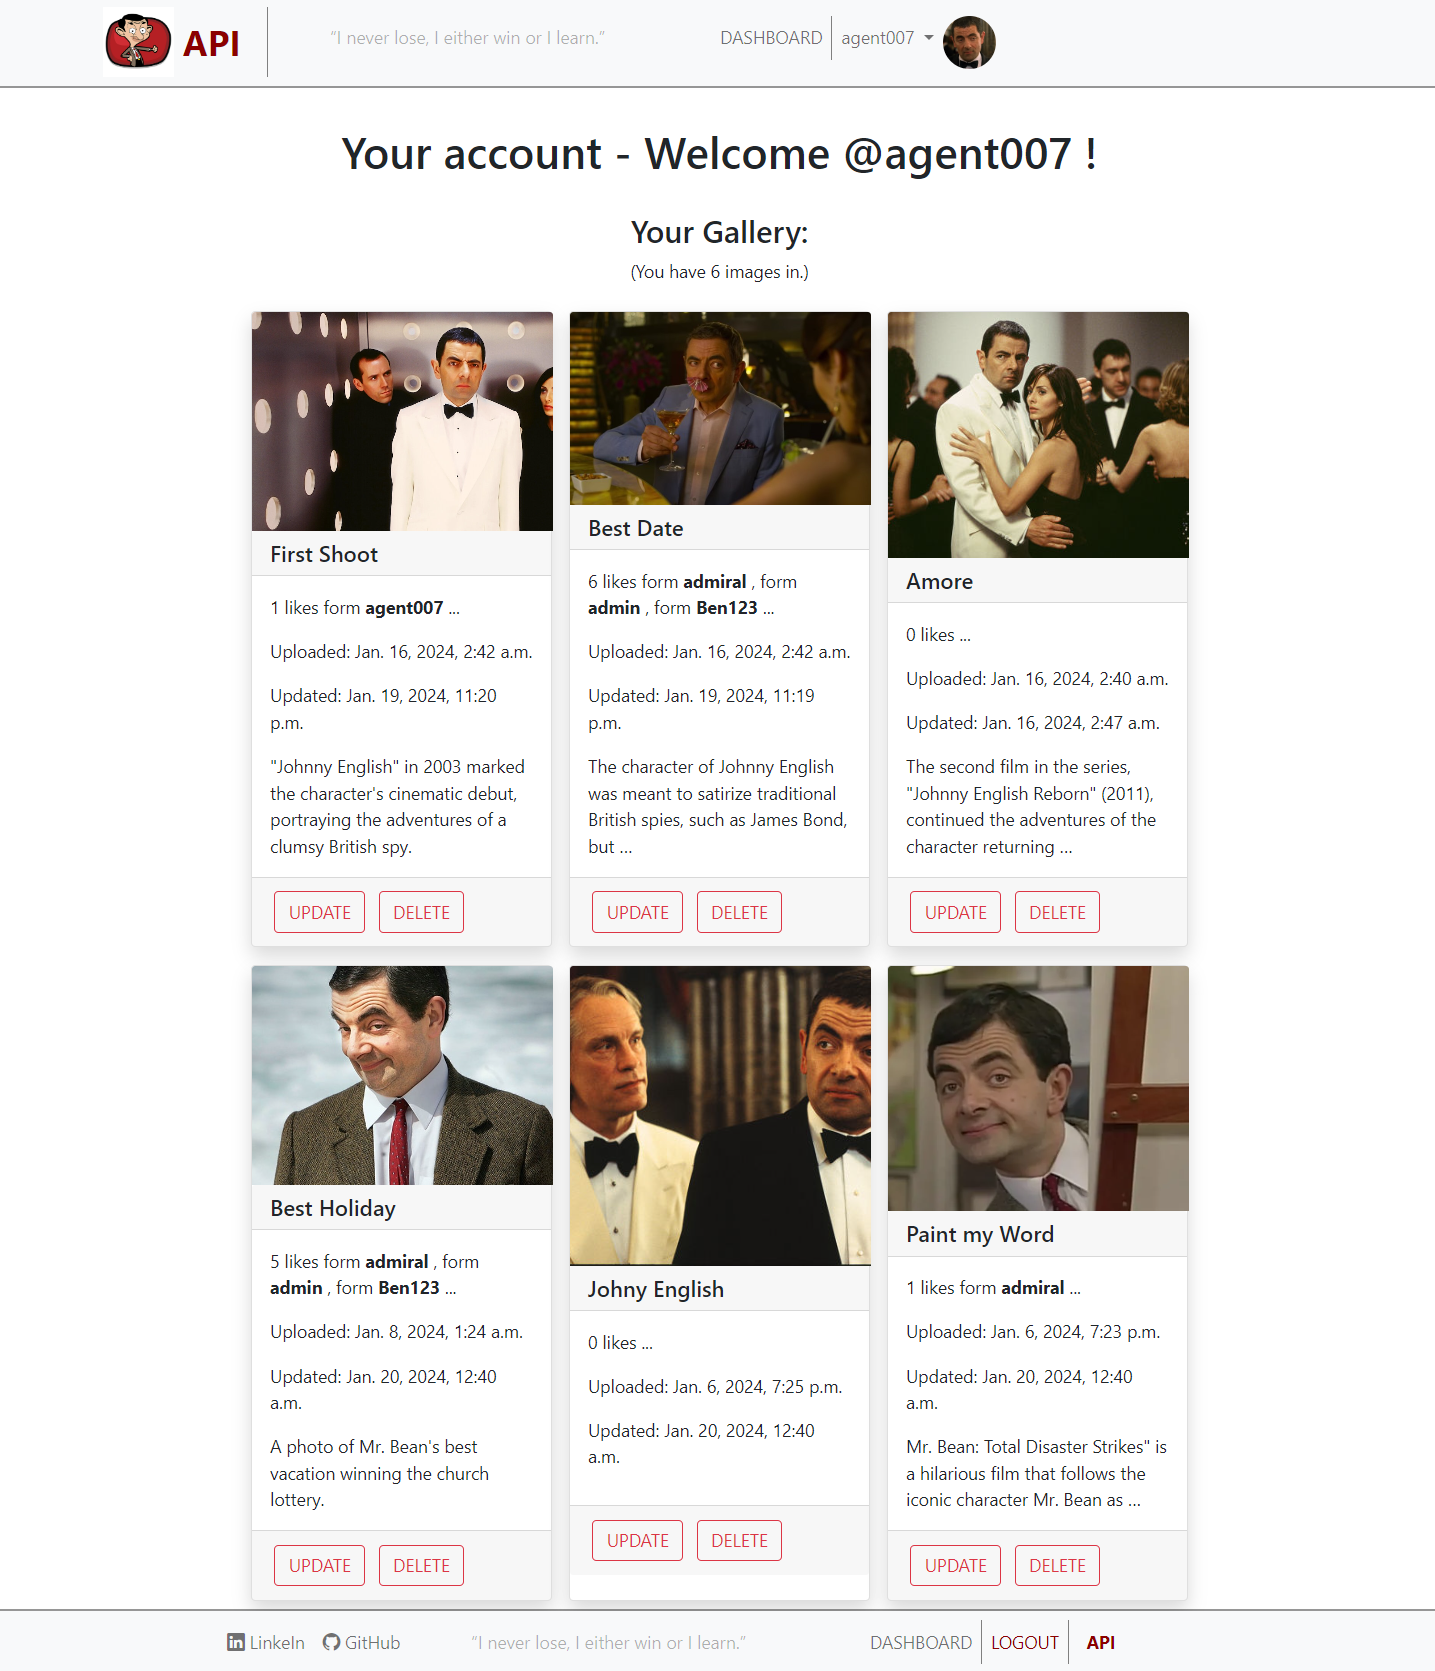 API
“I never lose, I either win or I learn.”
DASHBOARD
agent007
Your account - Welcome @agent007 !
Your Gallery:
(You have 6 images in.)
First Shoot
1 likes form agent007 ...
Uploaded: Jan. 16, 2024, 2:42 a.m.
Updated: Jan. 19, 2024, 11:20
p.m.
"Johnny English" in 2003 marked
the character's cinematic debut,
portraying the adventures of a
clumsy British spy.
UPDATE
DELETE
Best Date
6 likes form admiral , form
admin , form Ben123 ...
Uploaded: Jan. 16, 2024, 2:42 a.m.
Updated: Jan. 19, 2024, 11:19
p.m.
The character of Johnny English
was meant to satirize traditional
British spies, such as James Bond,
but …
UPDATE
DELETE
Amore
0 likes ...
Uploaded: Jan. 16, 2024, 2:40 a.m.
Updated: Jan. 16, 2024, 2:47 a.m.
The second film in the series,
"Johnny English Reborn" (2011),
continued the adventures of the
character returning …
UPDATE
DELETE
Best Holiday
5 likes form admiral , form
admin , form Ben123 ...
Uploaded: Jan. 8, 2024, 1:24 a.m.
Updated: Jan. 20, 2024, 12:40
a.m.
A photo of Mr. Bean's best
vacation winning the church
lottery.
UPDATE
DELETE
Johny English
0 likes ...
Uploaded: Jan. 6, 2024, 7:25 p.m.
Updated: Jan. 20, 2024, 12:40
a.m.
UPDATE
DELETE
Paint my Word
1 likes form admiral ...
Uploaded: Jan. 6, 2024, 7:23 p.m.
Updated: Jan. 20, 2024, 12:40
a.m.
Mr. Bean: Total Disaster Strikes" is
a hilarious film that follows the
iconic character Mr. Bean as …
UPDATE
DELETE
LinkeIn
GitHub
“I never lose, I either win or I learn.”
DASHBOARD
LOGOUT
API